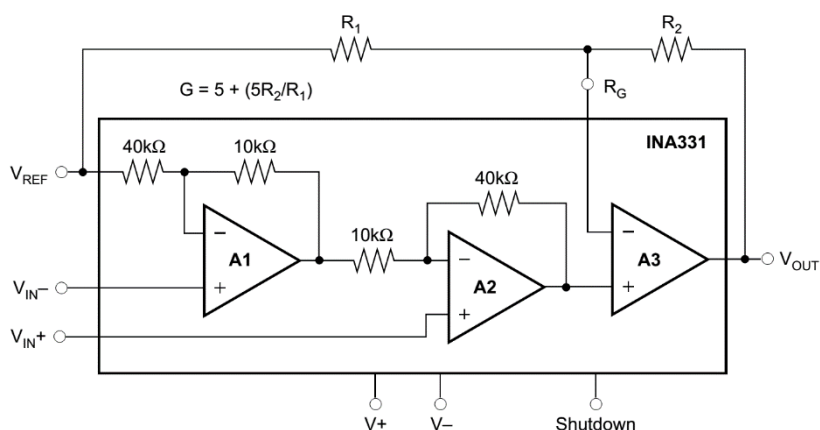 R1
R2
G = 5 + (5R2/R1)
RG
INA331
40kΩ
10kΩ
VREF
40kΩ
10kΩ
A1
A2
A3
VOUT
VIN–
VIN+
− + − + − +
V+
V–
Shutdown